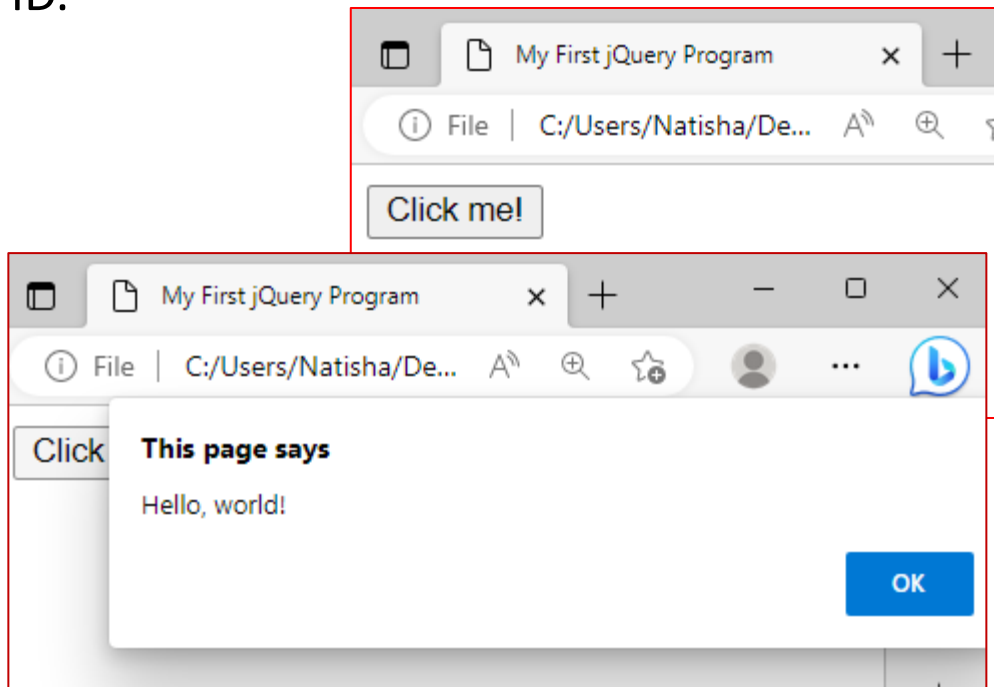 ID.
My First jQuery Program
File | C:/Users/Natisha/De...
Click me!
My First jQuery Program
File | C:/Users/Natisha/De...
Click
This page says
Hello, world!
OK